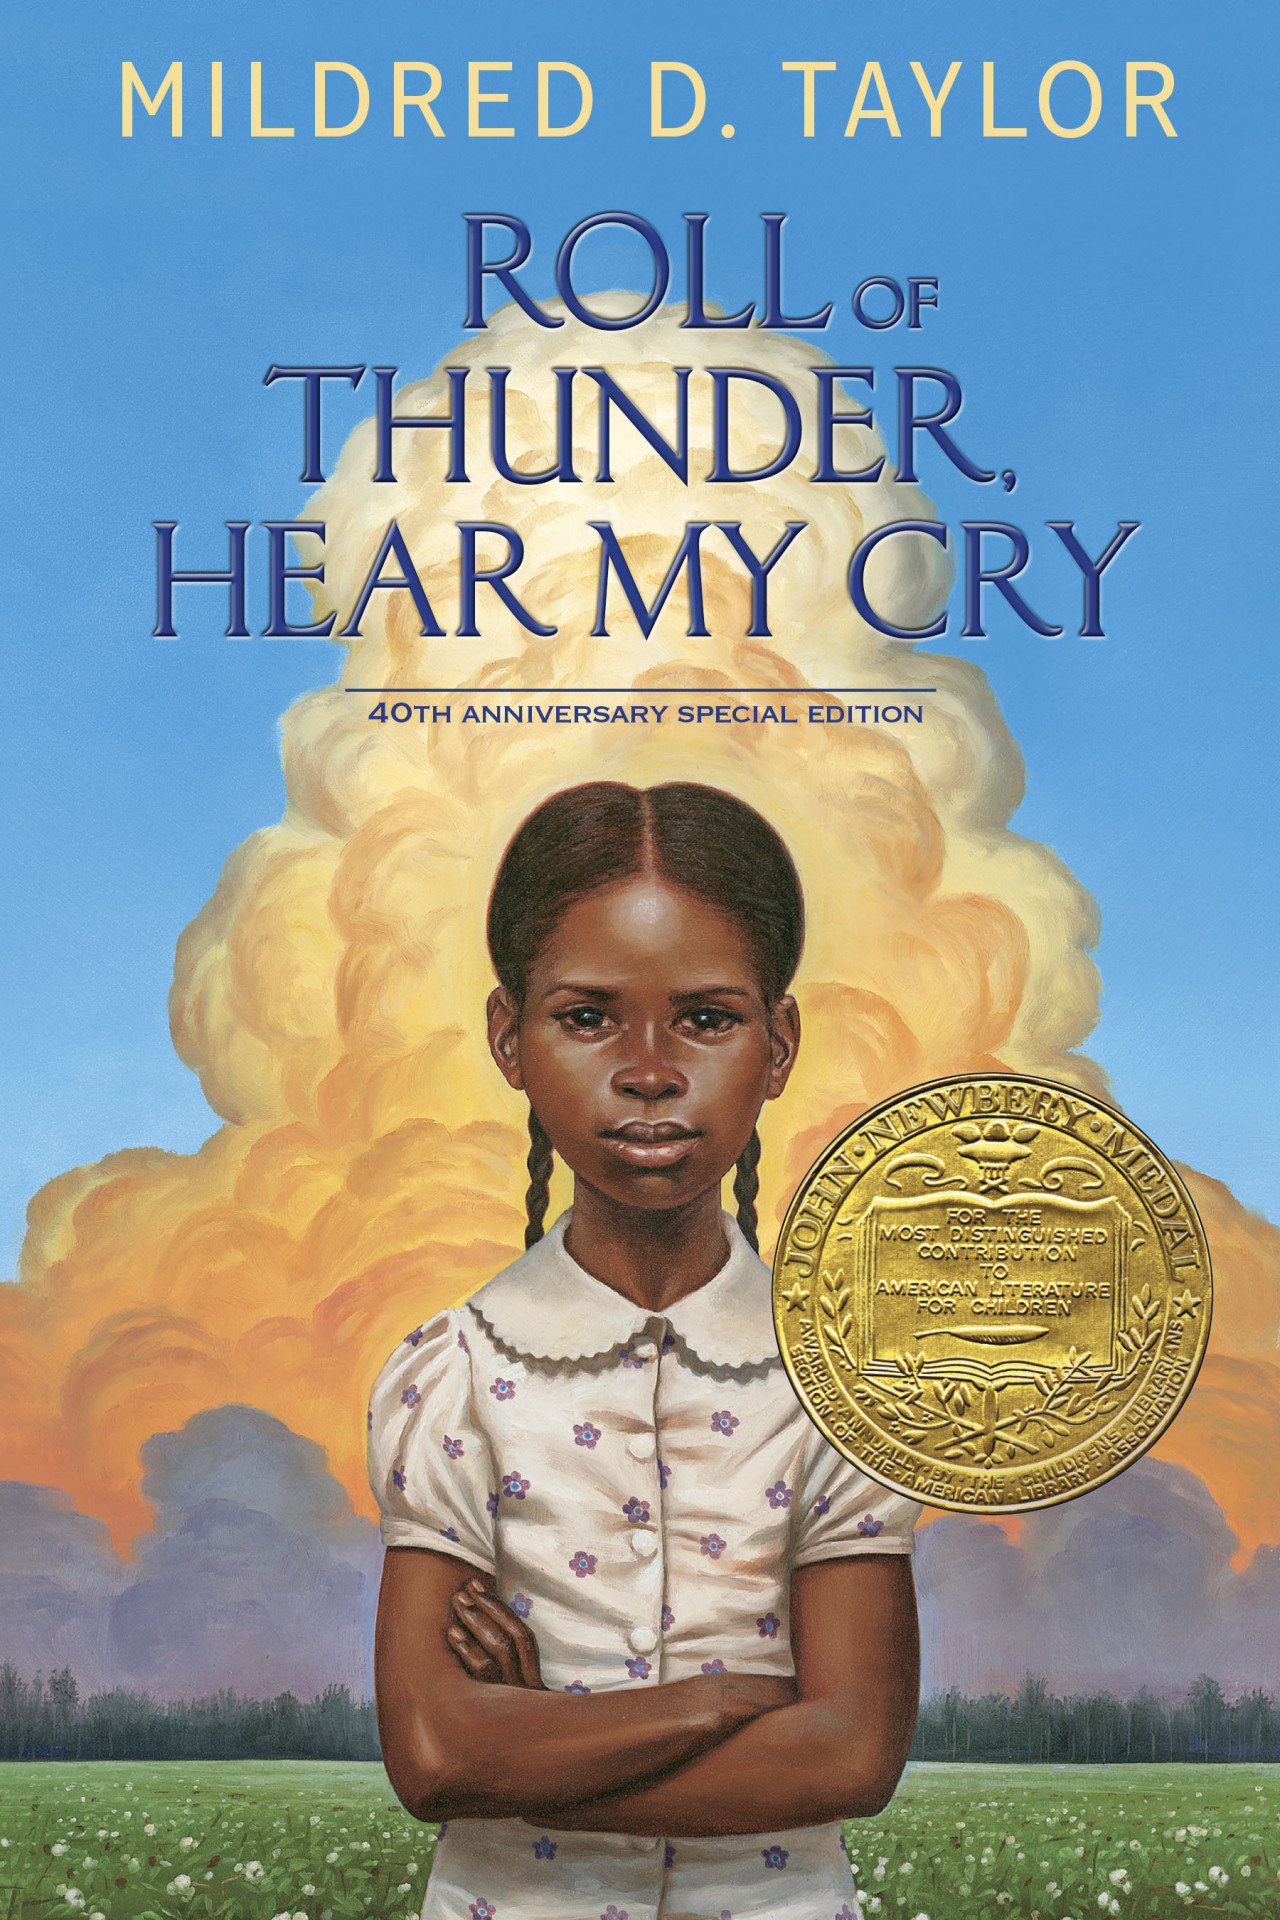 MILDRED D. TAYLOR
ROLL OF
THUNDER,
HEAR MY CRY
40TH ANNIVERSARY SPECIAL EDITION
JOHN · NEWBERY · MEDAL
FOR THE
MOST DISTINGUISHED
CONTRIBUTION
TO
AMERICAN LITERATURE
FOR CHILDREN
AWARDED · ANNUALLY · BY · THE · CHILDRENS · LIBRARIANS
SECTION · OF · THE · AMERICAN · LIBRARY · ASSOCIATION